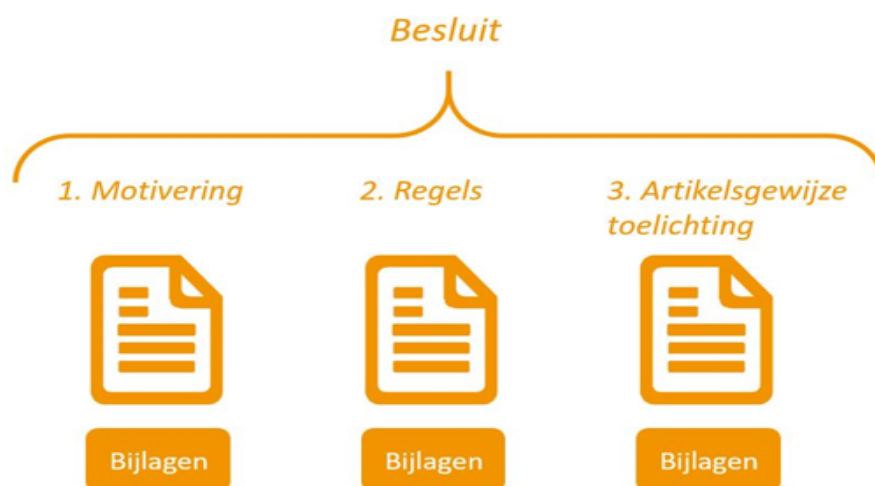 Besluit
1. Motivering
2. Regels
3. Artikelsgewijze
toelichting
Bijlagen
Bijlagen
Bijlagen